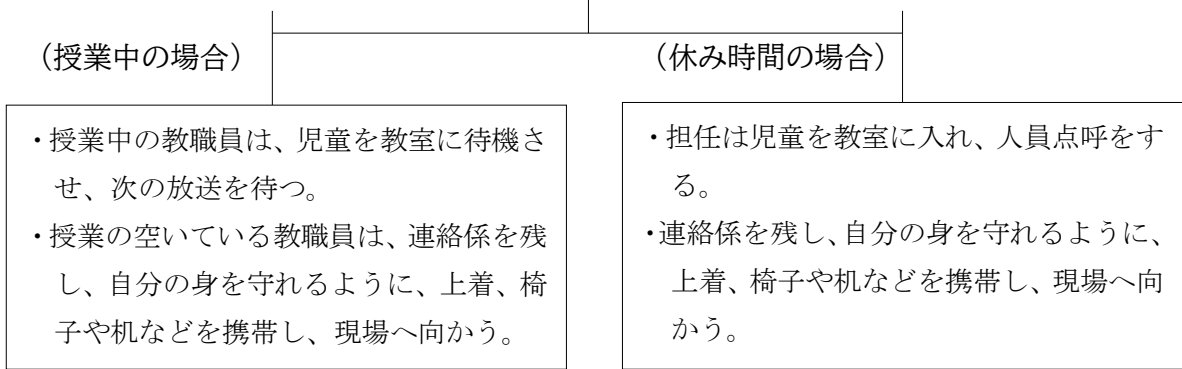 （授業中の場合）
・授業中の教職員は、児童を教室に待機さ
せ、次の放送を待つ。
・授業の空いている教職員は、連絡係を残
し、自分の身を守れるように、上着、椅
子や机などを携帯し、現場へ向かう。
（休み時間の場合）
・担任は児童を教室に入れ、人員点呼をす
る。
・連絡係を残し、自分の身を守れるように、
上着、椅子や机などを携帯し、現場へ向
かう。